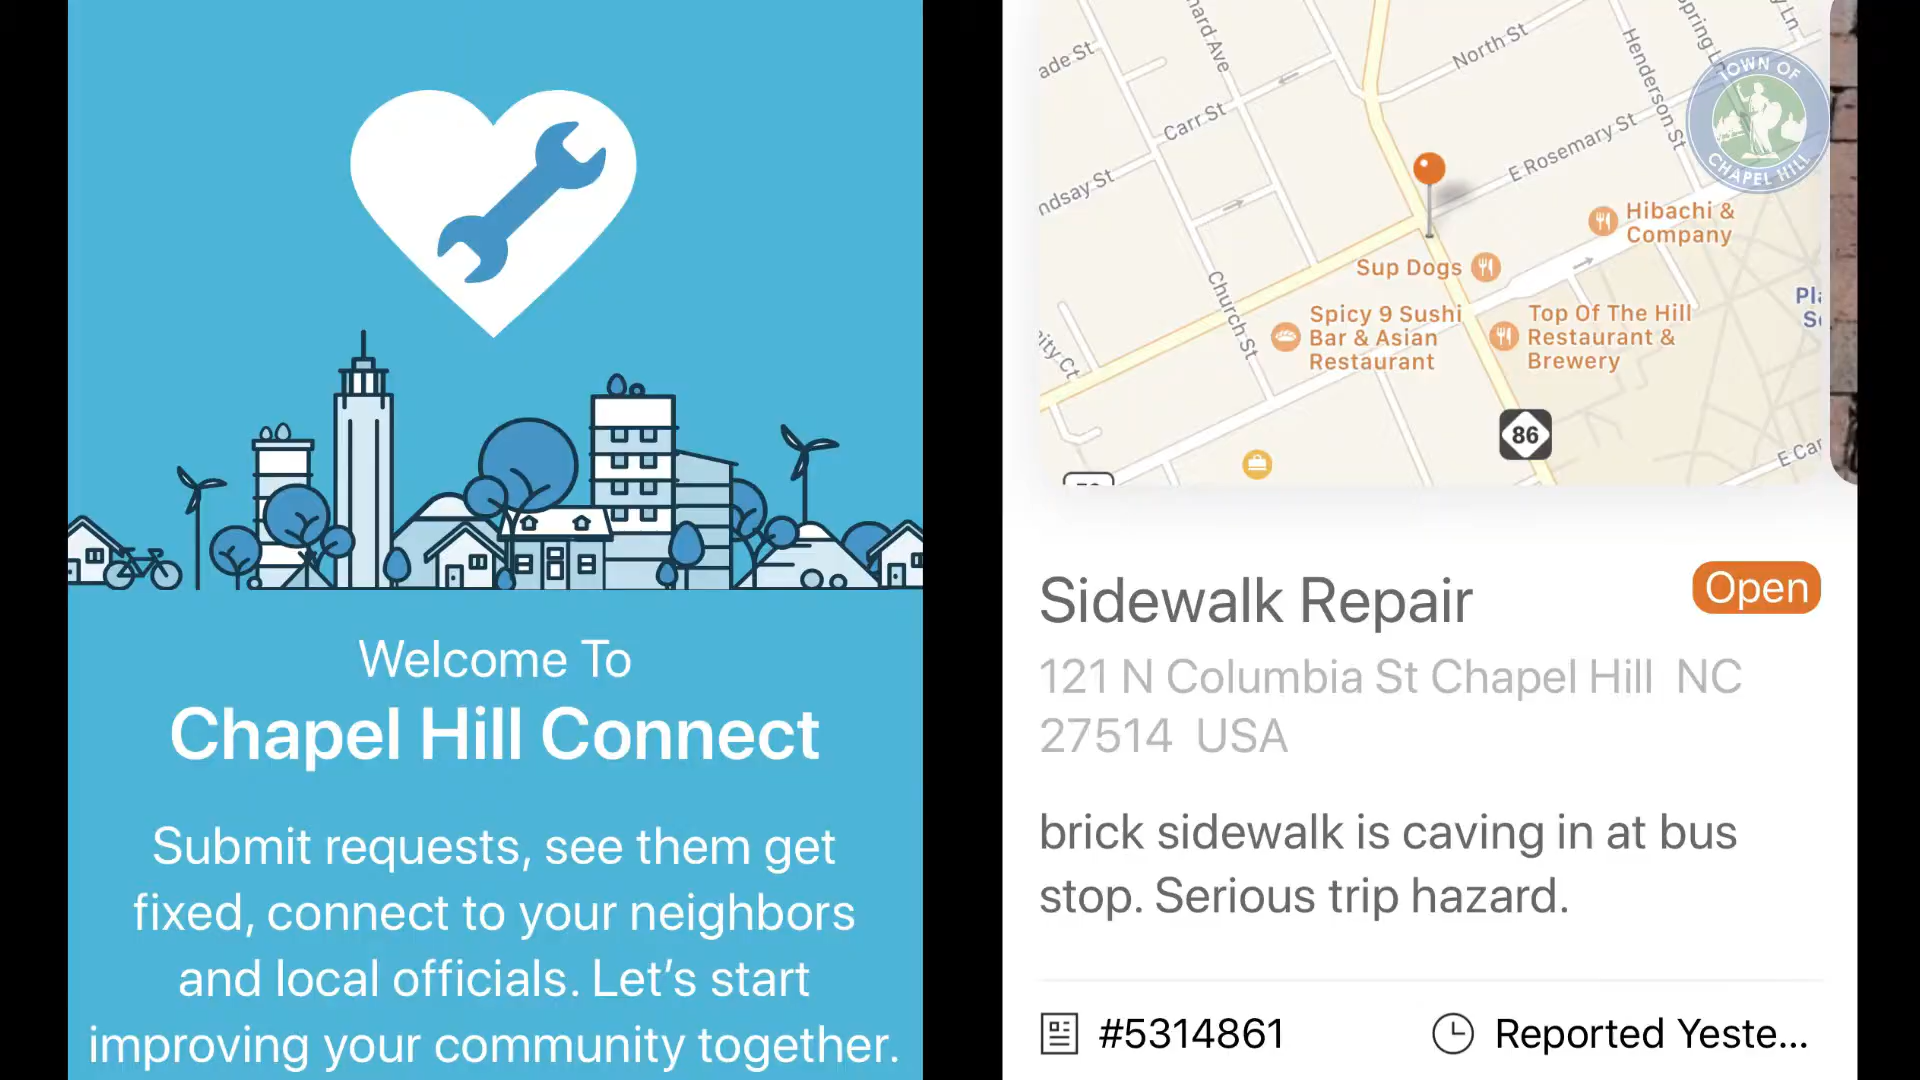 Welcome To
Chapel Hill Connect
Submit requests, see them get
fixed, connect to your neighbors
and local officials. Let's start
improving your community together.
North St
Carr St
Henderson St
E Rosemary St
Church St
TOWN OF
CHAPEL HILL
Hibachi &
Company
Sup Dogs
Spicy 9 Sushi
Bar & Asian
Restaurant
Top Of The Hill
Restaurant &
Brewery
86
Sidewalk Repair
Open
121 N Columbia St Chapel Hill NC
27514 USA
brick sidewalk is caving in at bus
stop. Serious trip hazard.
#5314861
Reported Yeste...